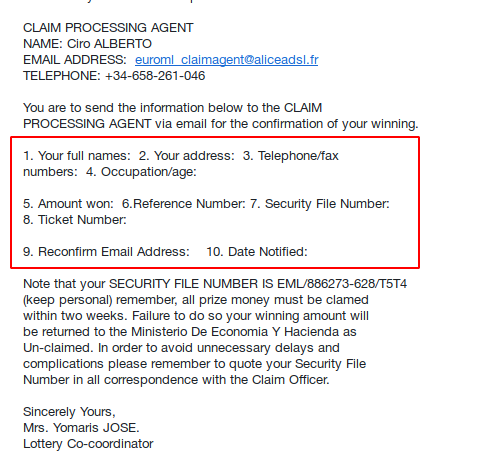 CLAIM PROCESSING AGENT
NAME: Ciro ALBERTO
EMAIL ADDRESS:  euroml_claimagent@aliceadsl.fr
TELEPHONE: +34-658-261-046
You are to send the information below to the CLAIM
PROCESSING AGENT via email for the confirmation of your winning.
1. Your full names:  2. Your address:  3. Telephone/fax
numbers:  4. Occupation/age:
5. Amount won:  6.Reference Number: 7. Security File Number:
8. Ticket Number:
9. Reconfirm Email Address:    10. Date Notified:
Note that your SECURITY FILE NUMBER IS EML/886273-628/T5T4
(keep personal) remember, all prize money must be clamed
within two weeks. Failure to do so your winning amount will
be returned to the Ministerio De Economia Y Hacienda as
Un-claimed. In order to avoid unnecessary delays and
complications please remember to quote your Security File
Number in all correspondence with the Claim Officer.
Sincerely Yours,
Mrs. Yomaris JOSE.
Lottery Co-coordinator